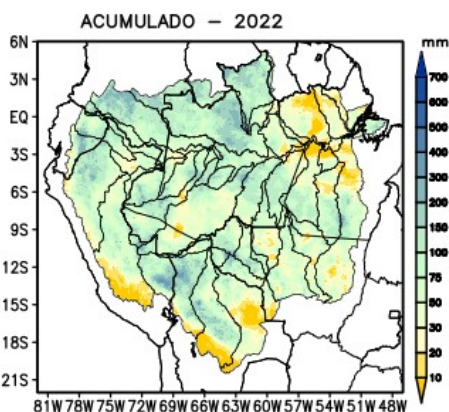 ACUMULADO – 2022
mm
6N
3N
EQ
3S
6S
9S
12S
15S
18S
21S
700
600
500
400
300
200
150
100
75
50
30
20
10
81W 78W 75W 72W 69W 66W 63W 60W 57W 54W 51W 48W